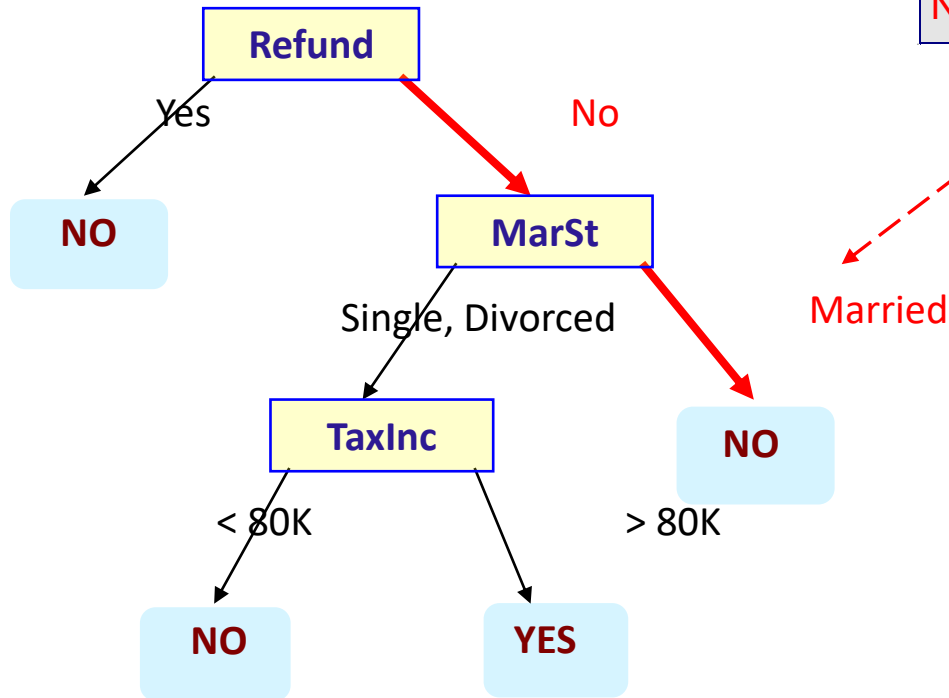 Refund
Yes
No
NO
MarSt
Single, Divorced
Married
TaxInc
NO
< 80K
> 80K
NO
YES